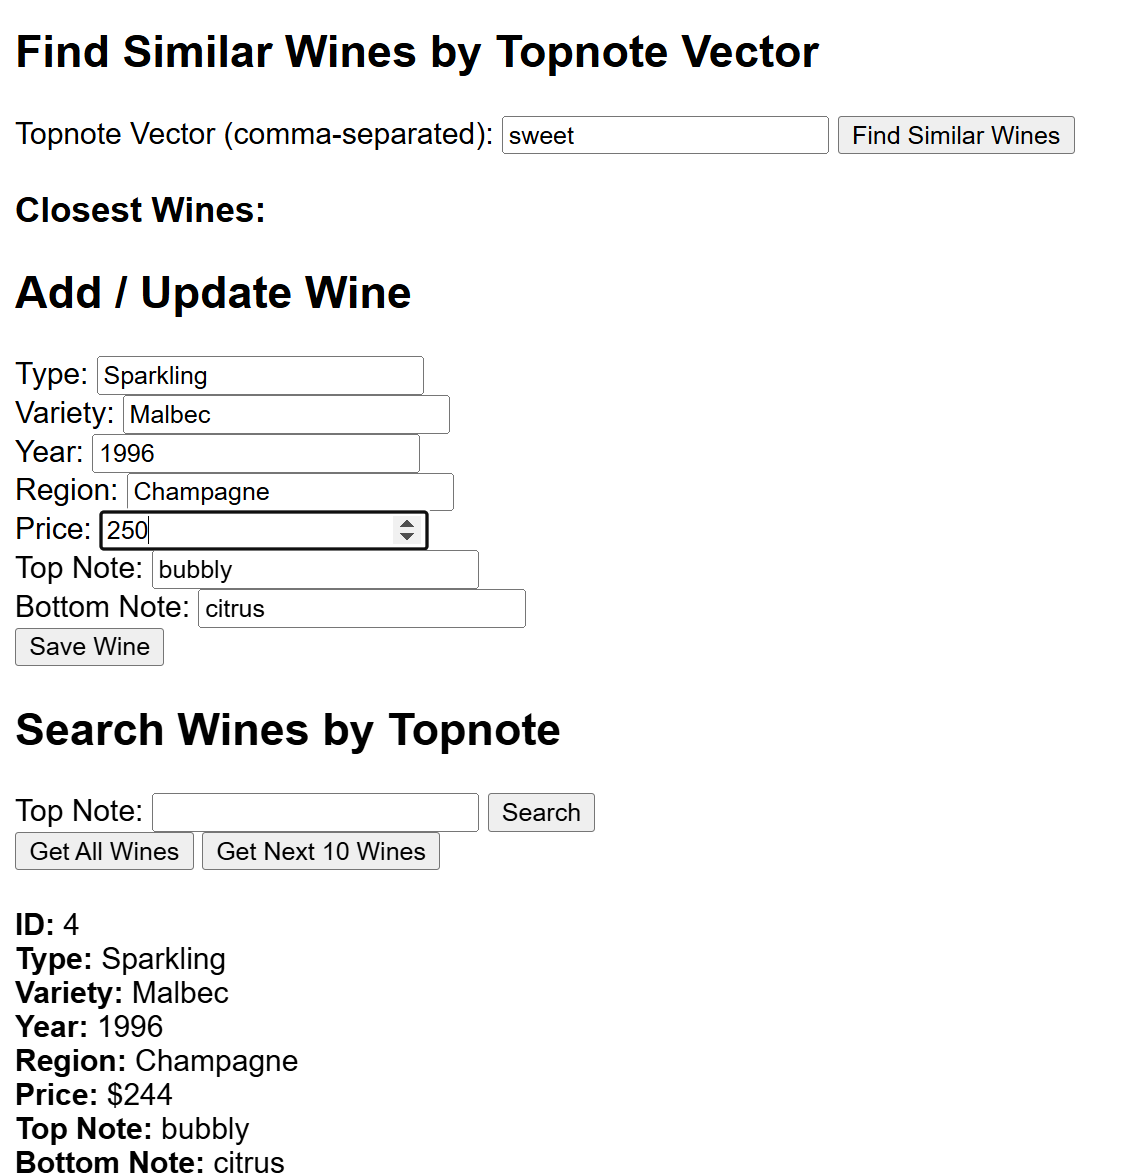 Find Similar Wines by Topnote Vector
Topnote Vector (comma-separated): sweet Find Similar Wines
Closest Wines:
Add / Update Wine
Type: Sparkling
Variety: Malbec
Year: 1996
Region: Champagne
Price: 250
Top Note: bubbly
Bottom Note: citrus
Save Wine
Search Wines by Topnote
Top Note: Search
Get All Wines Get Next 10 Wines
ID: 4
Type: Sparkling
Variety: Malbec
Year: 1996
Region: Champagne
Price: $244
Top Note: bubbly
Bottom Note: citrus